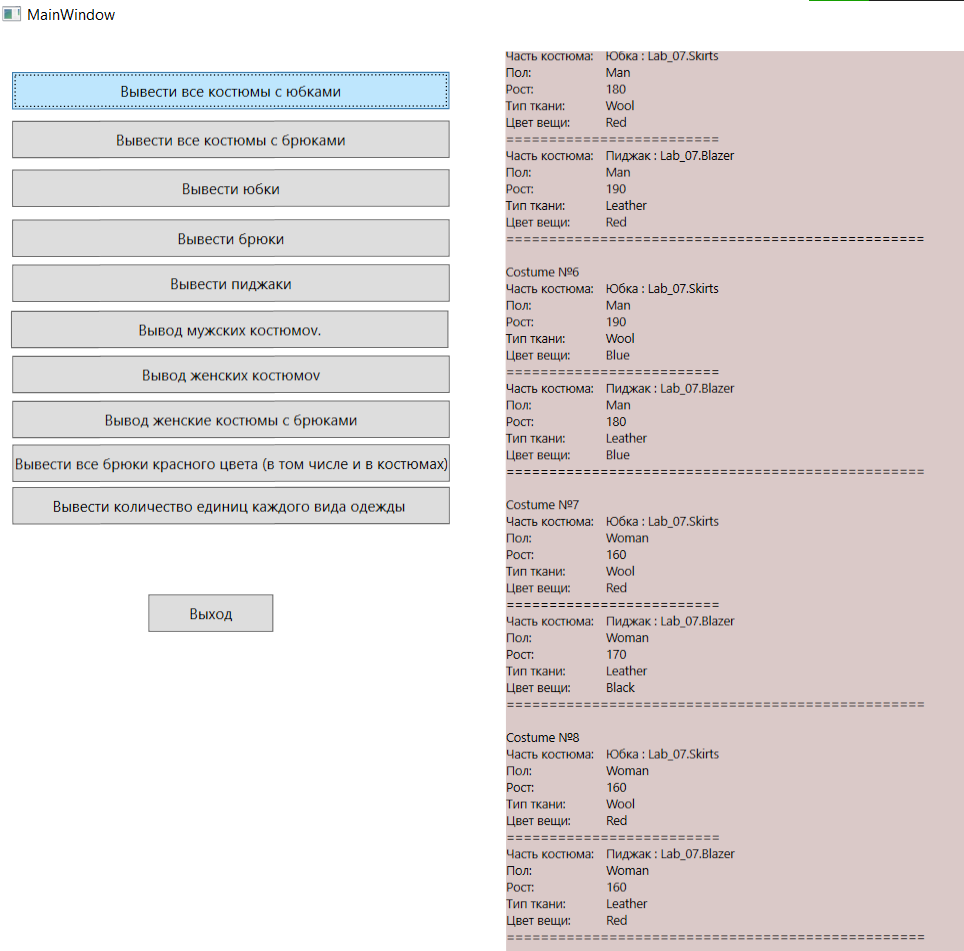 MainWindow
Вывести все костюмы с юбками
Вывести все костюмы с брюками
Вывести юбки
Вывести брюки
Вывести пиджаки
Вывод мужских костюмov.
Вывод женских костюмov
Вывод женские костюмы с брюками
Вывести все брюки красного цвета (в том числе и в костюмах)
Вывести количество единиц каждого вида одежды
Выход
Часть костюма: Юбка : Lab_07.Skirts
Пол: Man
Рост: 180
Тип ткани: Wool
Цвет вещи: Red
=========================
Часть костюма: Пиджак : Lab_07.Blazer
Пол: Man
Рост: 190
Тип ткани: Leather
Цвет вещи: Red
=================================================
Costume №6
Часть костюма: Юбка : Lab_07.Skirts
Пол: Man
Рост: 190
Тип ткани: Wool
Цвет вещи: Blue
=========================
Часть костюма: Пиджак : Lab_07.Blazer
Пол: Man
Рост: 180
Тип ткани: Leather
Цвет вещи: Blue
=================================================
Costume №7
Часть костюма: Юбка : Lab_07.Skirts
Пол: Woman
Рост: 160
Тип ткани: Wool
Цвет вещи: Red
=========================
Часть костюма: Пиджак : Lab_07.Blazer
Пол: Woman
Рост: 170
Тип ткани: Leather
Цвет вещи: Black
=================================================
Costume №8
Часть костюма: Юбка : Lab_07.Skirts
Пол: Woman
Рост: 160
Тип ткани: Wool
Цвет вещи: Red
=========================
Часть костюма: Пиджак : Lab_07.Blazer
Пол: Woman
Рост: 160
Тип ткани: Leather
Цвет вещи: Red
=================================================